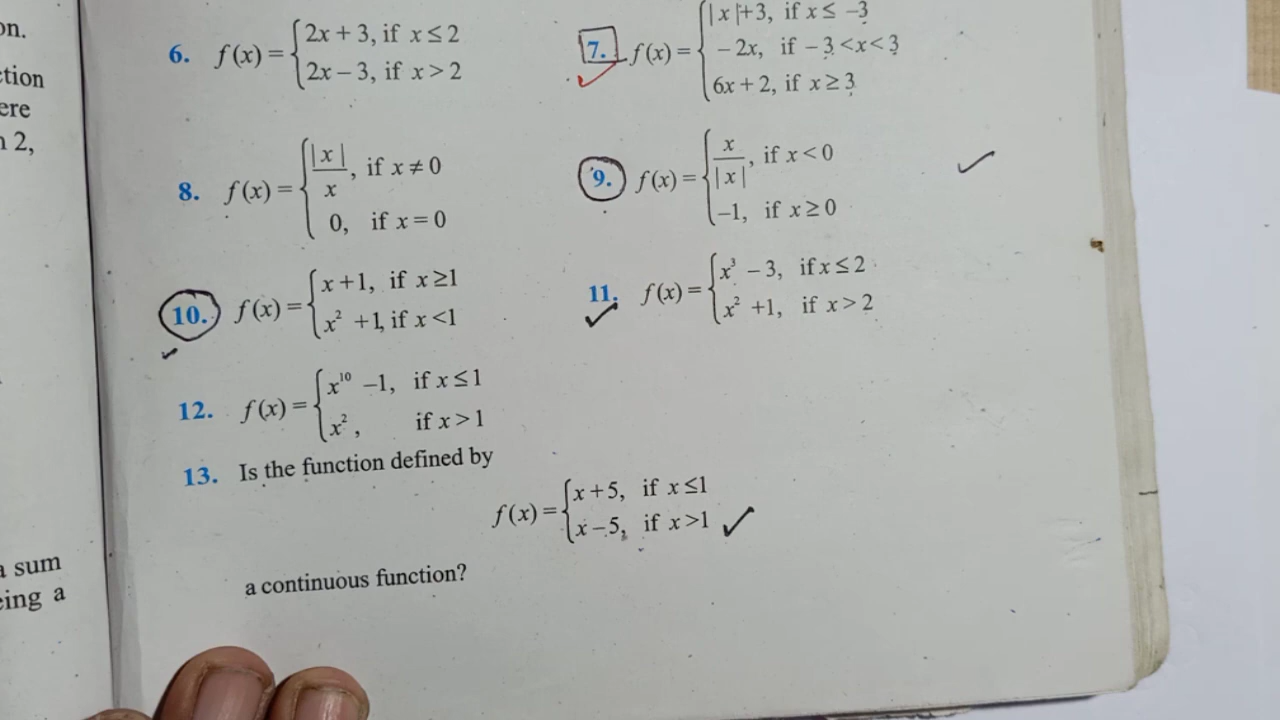 on.
ction
ere
n 2,
a sum
eing a
6. f(x) = { 2x + 3, if x ≤ 2
2x – 3, if x > 2
7. f(x) = { |x|+3, if x ≤ –3
– 2x, if – 3 < x < 3
6x + 2, if x ≥ 3
8. f(x) = { |x|/x, if x ≠ 0
0, if x = 0
9. f(x) = { x/|x|, if x < 0
–1, if x ≥ 0
10. f(x) = { x + 1, if x ≥ 1
x² + 1, if x < 1
11. f(x) = { x³ – 3, if x ≤ 2
x² + 1, if x > 2
12. f(x) = { x¹⁰ – 1, if x ≤ 1
x², if x > 1
13. Is the function defined by
f(x) = { x + 5, if x ≤ 1
x – 5, if x > 1
a continuous function?